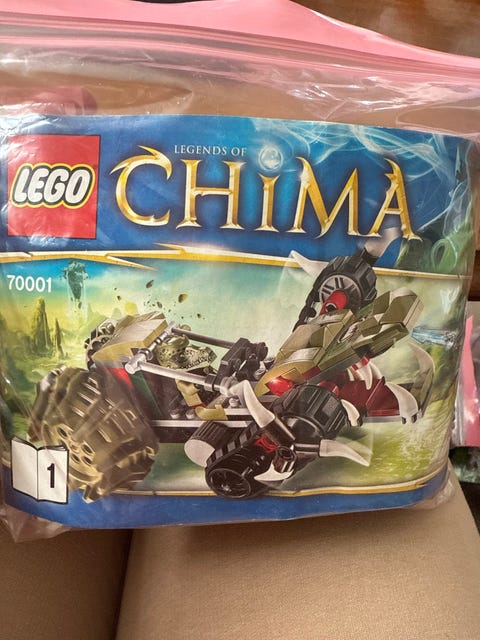 LEGO
LEGENDS OF
CHIMA
70001
1